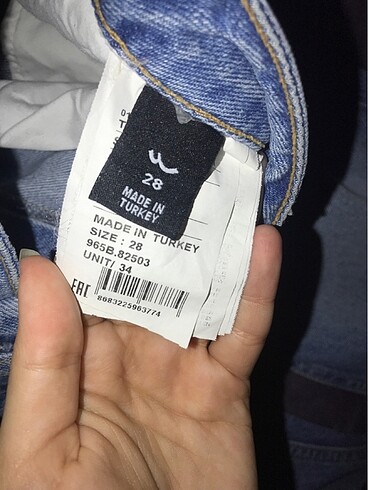 28
MADE IN
TURKEY
MADE IN TURKEY
SIZE : 28
965B.82503
UNIT/ 34
EAC
8683225963774